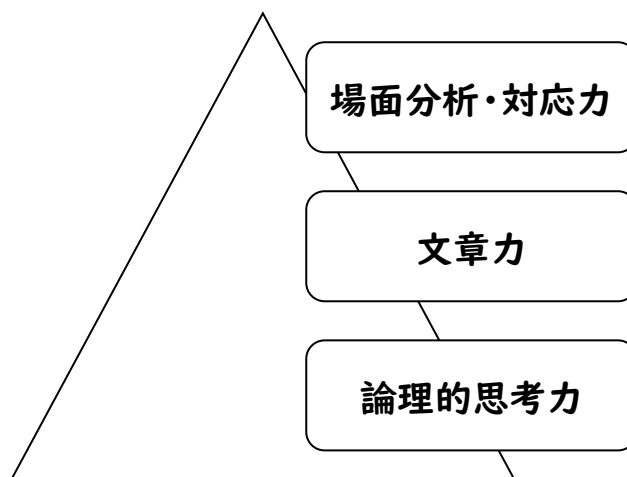 場面分析・対応力
文章力
論理的思考力